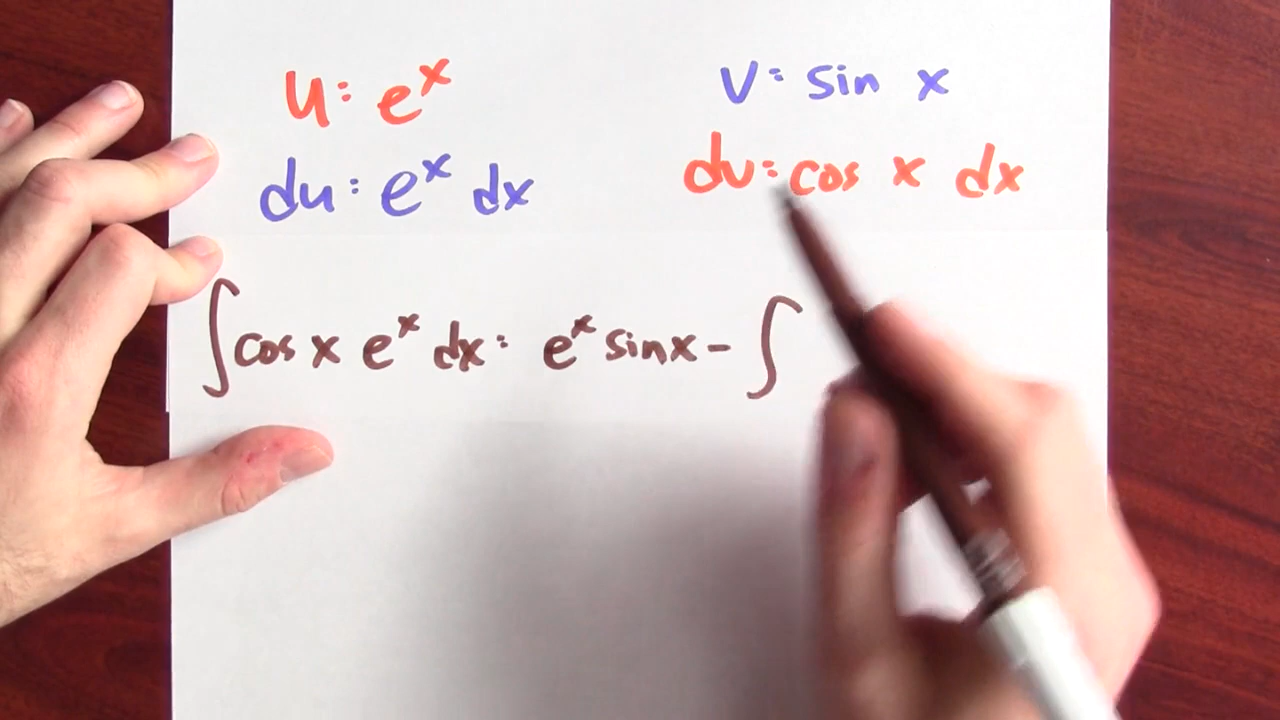 u = e^x
v = sin x
du = e^x dx
dv = cos x dx
∫ cos x e^x dx = e^x sin x - ∫